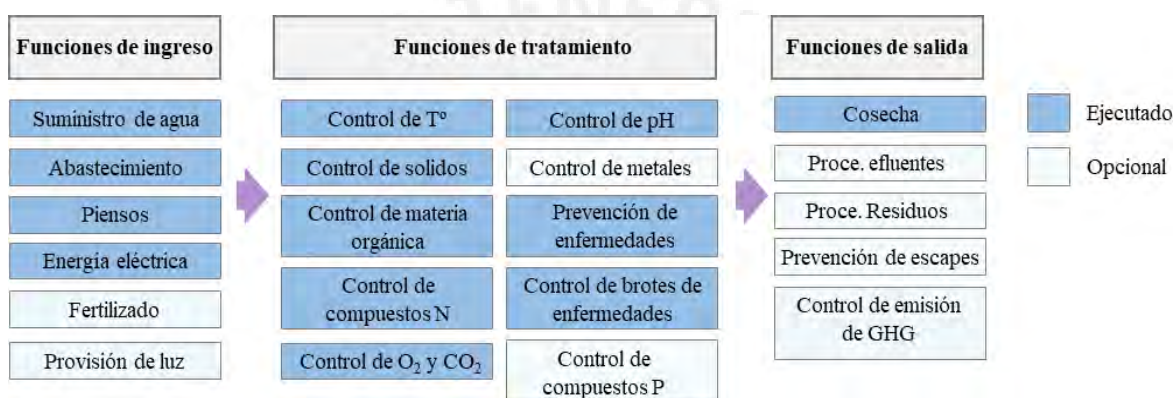 Funciones de ingreso
Funciones de tratamiento
Funciones de salida
Suministro de agua
Abastecimiento
Piensos
Energía eléctrica
Fertilizado
Provisión de luz
Control de Tº
Control de solidos
Control de materia
orgánica
Control de
compuestos N
Control de O₂ y CO₂
Control de pH
Control de metales
Prevención de
enfermedades
Control de brotes de
enfermedades
Control de
compuestos P
Cosecha
Proce. efluentes
Proce. Residuos
Prevención de escapes
Control de emisión
de GHG
Ejecutado
Opcional